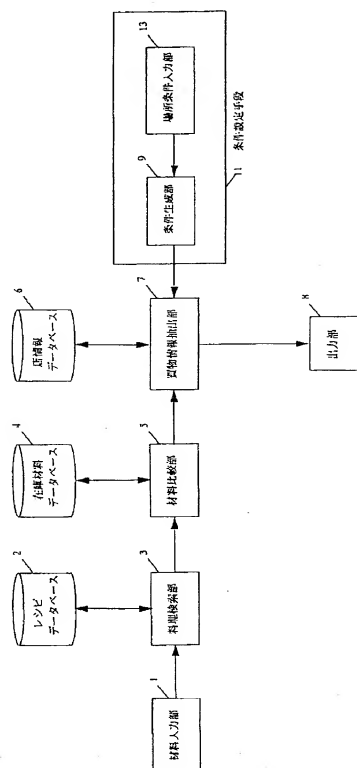 1
材料入力部
2
レシピ
データベース
3
料理検索部
4
在庫材料
データベース
5
材料比較部
6
店情報
データベース
7
買物情報抽出部
8
出力部
9
条件生成部
13
場所条件入力部
11
条件設定手段